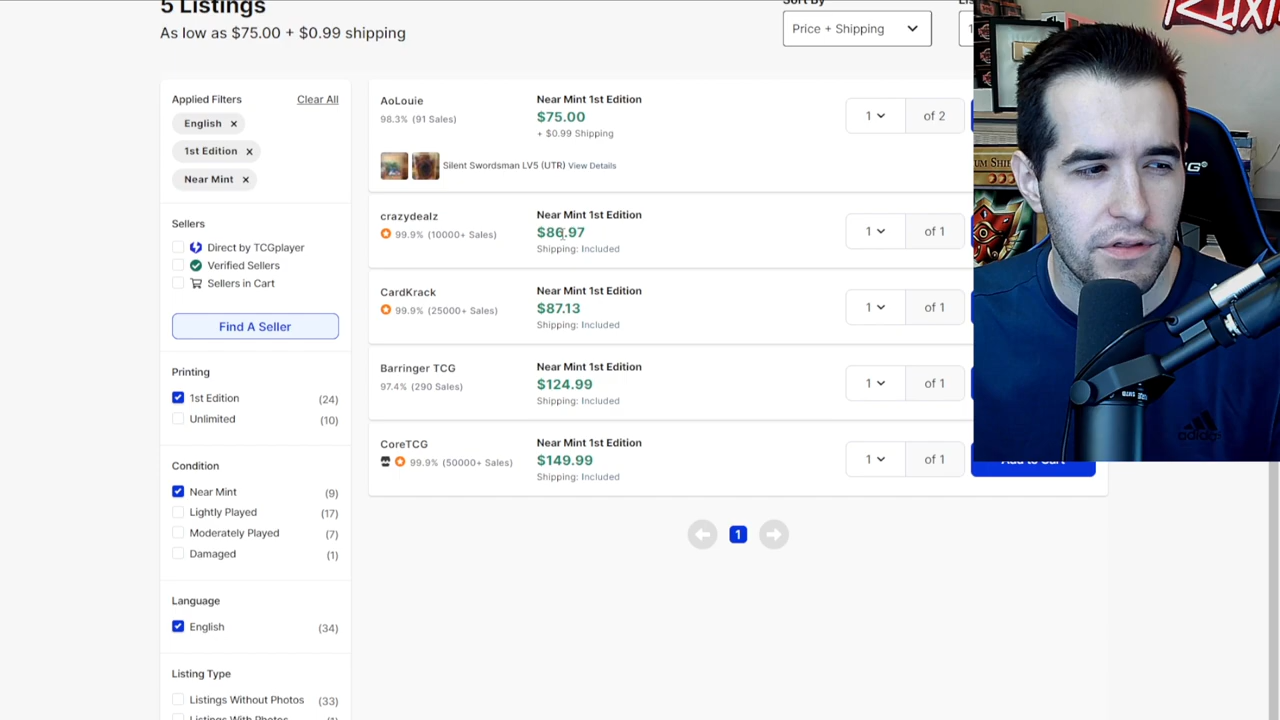 5 Listings
As low as $75.00 + $0.99 shipping
Sort By
Price + Shipping
Applied Filters
Clear All
English
1st Edition
Near Mint
Sellers
Direct by TCGplayer
Verified Sellers
Sellers in Cart
Find A Seller
Printing
1st Edition (24)
Unlimited (10)
Condition
Near Mint (9)
Lightly Played (17)
Moderately Played (7)
Damaged (1)
Language
English (34)
Listing Type
Listings Without Photos (33)
Listings With Photos
AoLouie
98.3% (91 Sales)
Near Mint 1st Edition
$75.00
+ $0.99 Shipping
1 of 2
Silent Swordsman LV5 (UTR) View Details
crazydealz
99.9% (10000+ Sales)
Near Mint 1st Edition
$86.97
Shipping: Included
1 of 1
CardKrack
99.9% (25000+ Sales)
Near Mint 1st Edition
$87.13
Shipping: Included
1 of 1
Barringer TCG
97.4% (290 Sales)
Near Mint 1st Edition
$124.99
Shipping: Included
1 of 1
CoreTCG
99.9% (50000+ Sales)
Near Mint 1st Edition
$149.99
Shipping: Included
1 of 1
Add to Cart
1
adidas